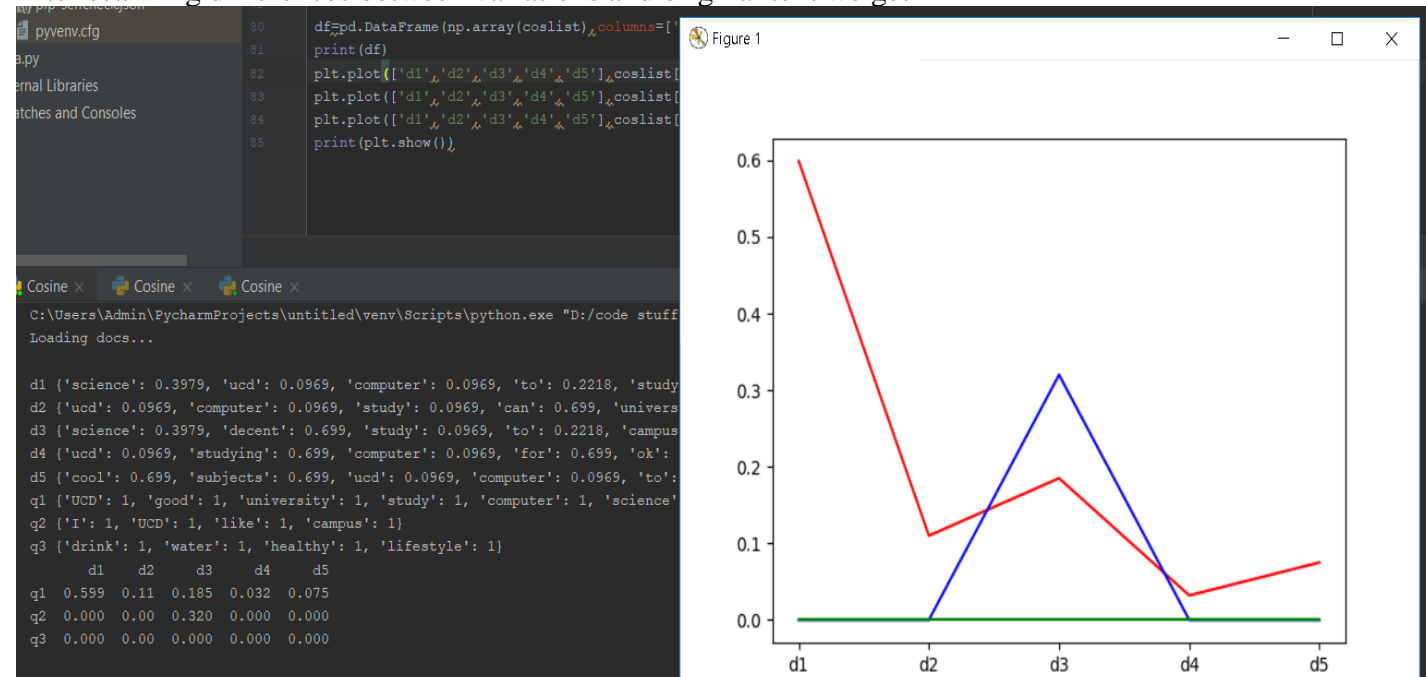 pyvenv.cfg
a.py
ernal Libraries
atches and Consoles
80 df=pd.DataFrame(np.array(coslist),columns=['
81 print(df)
82 plt.plot(['d1','d2','d3','d4','d5'],coslist[
83 plt.plot(['d1','d2','d3','d4','d5'],coslist[
84 plt.plot(['d1','d2','d3','d4','d5'],coslist[
85 print(plt.show())
Cosine × Cosine × Cosine ×
C:\Users\Admin\PycharmProjects\untitled\venv\Scripts\python.exe "D:/code stuff
Loading docs...
d1 {'science': 0.3979, 'ucd': 0.0969, 'computer': 0.0969, 'to': 0.2218, 'study
d2 {'ucd': 0.0969, 'computer': 0.0969, 'study': 0.0969, 'can': 0.699, 'univers
d3 {'science': 0.3979, 'decent': 0.699, 'study': 0.0969, 'to': 0.2218, 'campus
d4 {'ucd': 0.0969, 'studying': 0.699, 'computer': 0.0969, 'for': 0.699, 'ok':
d5 {'cool': 0.699, 'subjects': 0.699, 'ucd': 0.0969, 'computer': 0.0969, 'to':
q1 {'UCD': 1, 'good': 1, 'university': 1, 'study': 1, 'computer': 1, 'science'
q2 {'I': 1, 'UCD': 1, 'like': 1, 'campus': 1}
q3 {'drink': 1, 'water': 1, 'healthy': 1, 'lifestyle': 1}
d1 d2 d3 d4 d5
q1 0.599 0.11 0.185 0.032 0.075
q2 0.000 0.00 0.320 0.000 0.000
q3 0.000 0.00 0.000 0.000 0.000
Figure 1
0.6
0.5
0.4
0.3
0.2
0.1
0.0
d1 d2 d3 d4 d5